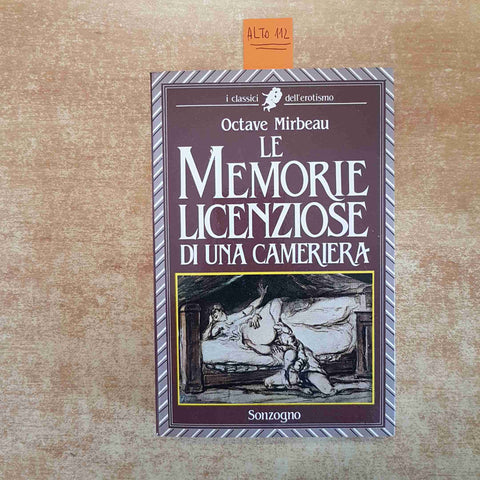 ALTO 112
i classici dell'erotismo
Octave Mirbeau
LE
MEMORIE
LICENZIOSE
DI UNA CAMERIERA
Sonzogno